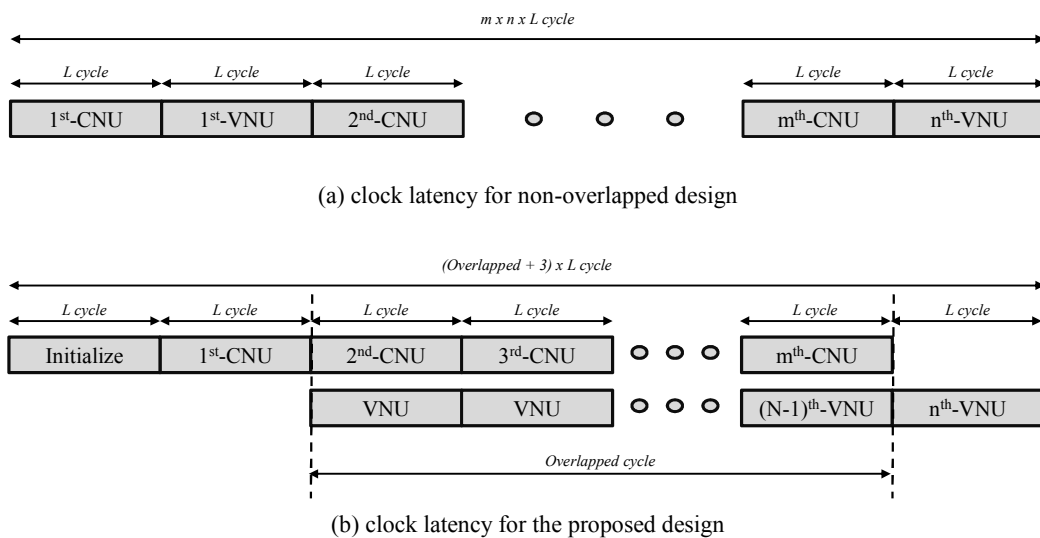 m x n x L cycle
L cycle L cycle L cycle L cycle L cycle
1st-CNU 1st-VNU 2nd-CNU mth-CNU nth-VNU
(a) clock latency for non-overlapped design
(Overlapped + 3) x L cycle
L cycle L cycle L cycle L cycle L cycle L cycle
Initialize 1st-CNU 2nd-CNU 3rd-CNU mth-CNU
VNU VNU (N-1)th-VNU nth-VNU
Overlapped cycle
(b) clock latency for the proposed design